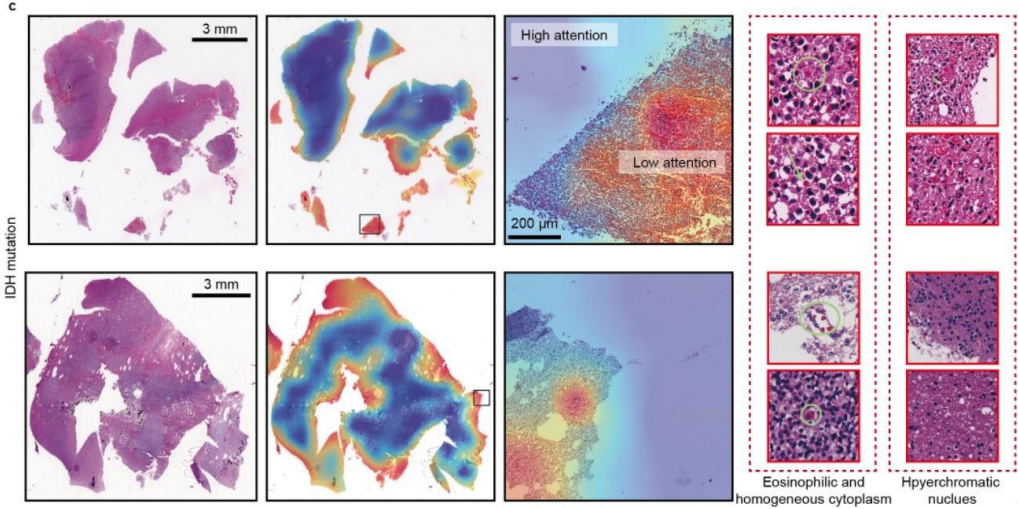 c
3 mm
High attention
Low attention
200 μm
IDH mutation
3 mm
Eosinophilic and
homogeneous cytoplasm
Hpyerchromatic
nuclues